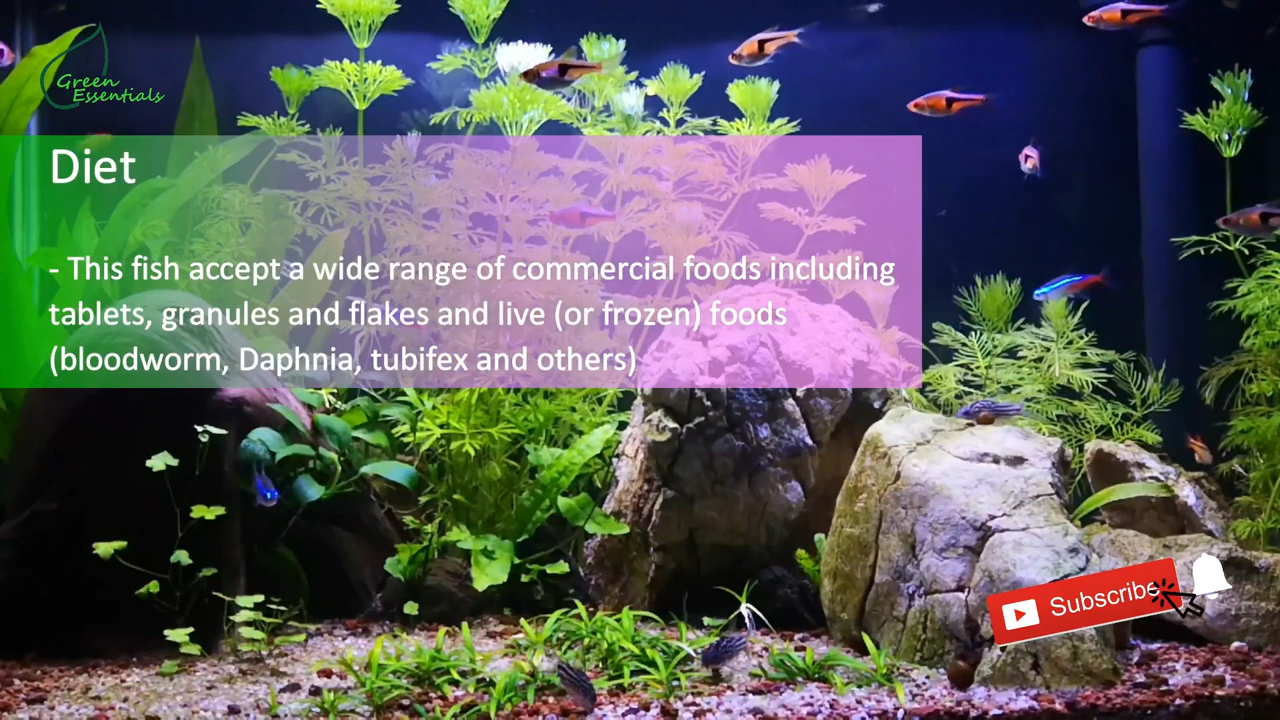 Green
Essentials
Diet
- This fish accept a wide range of commercial foods including
tablets, granules and flakes and live (or frozen) foods
(bloodworm, Daphnia, tubifex and others)
Subscribe